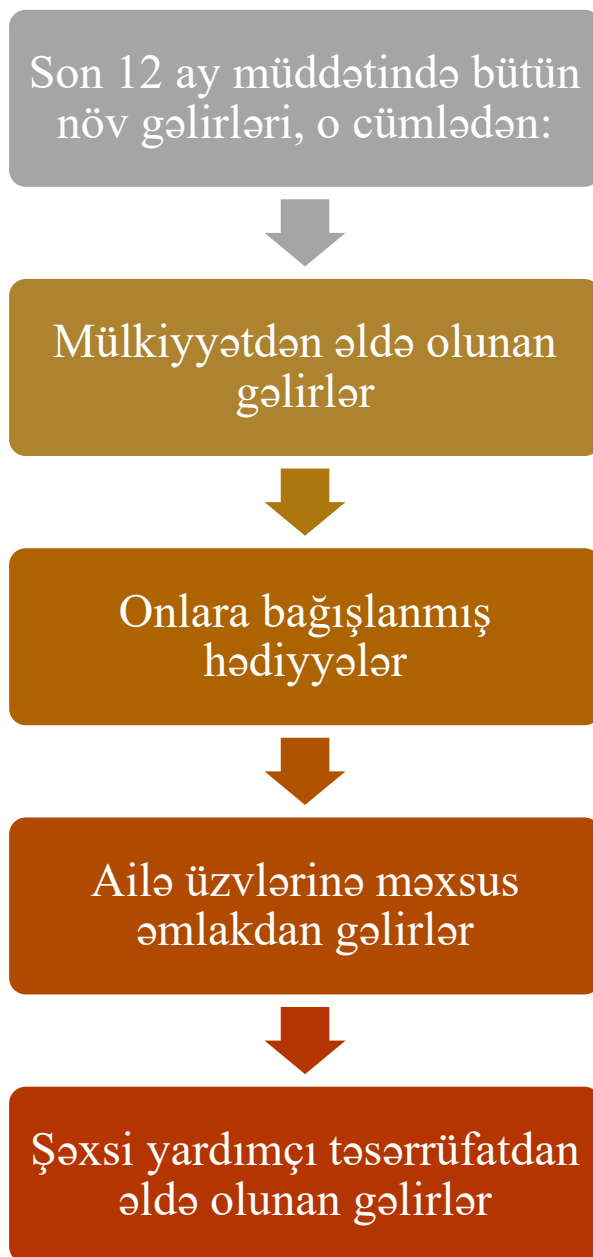 Son 12 ay müddətində bütün
növ gəlirləri, o cümlədən:
Mülkiyyətdən əldə olunan
gəlirlər
Onlara bağışlanmış
hədiyyələr
Ailə üzvlərinə məxsus
əmlakdan gəlirlər
Şəxsi yardımçı təsərrüfatdan
əldə olunan gəlirlər